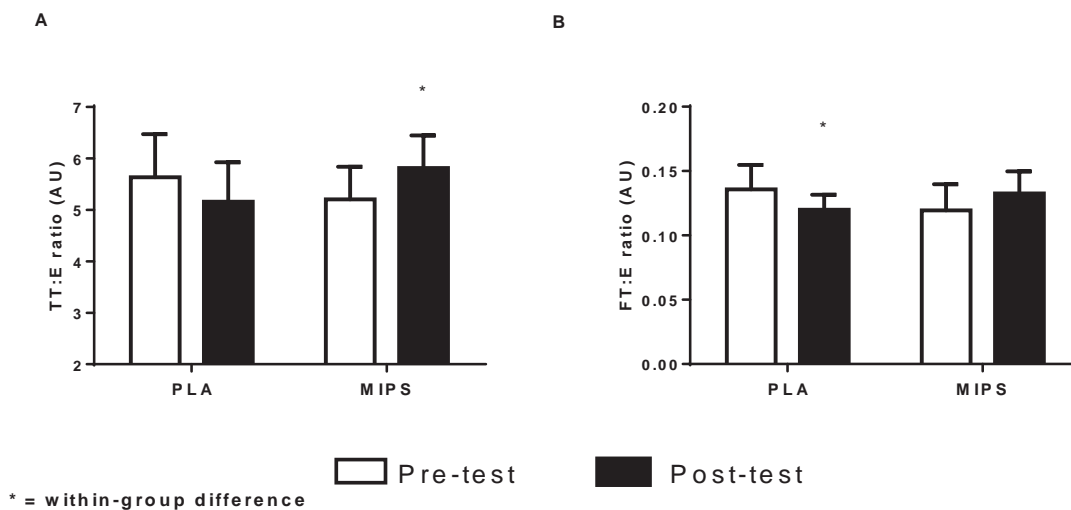 A
B
*
7
6
5
4
3
2
TT:E ratio (AU)
PLA
MIPS
*
0.20
0.15
0.10
0.05
0.00
FT:E ratio (AU)
PLA
MIPS
Pre-test
Post-test
* = within-group difference